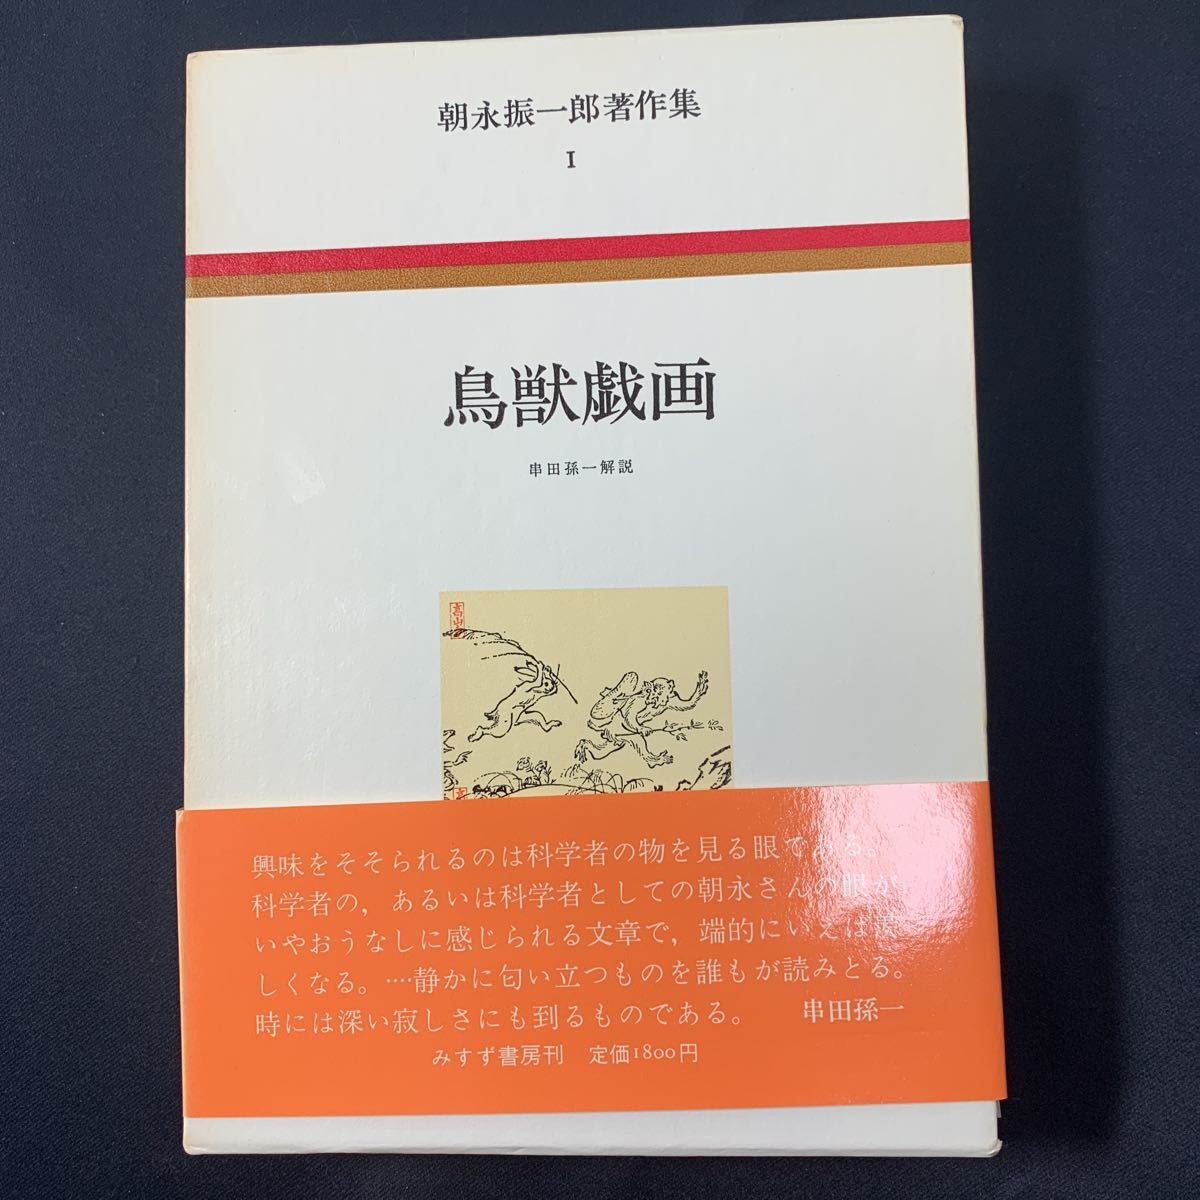 朝永振一郎著作集
I
鳥獣戯画
串田孫一解説
高山
興味をそそられるのは科学者の物を見る眼である。
科学者の，あるいは科学者としての朝永さんの眼が
いやおうなしに感じられる文章で，端的にいえば
しくなる。‥‥静かに匂い立つものを誰もが読みとる。
時には深い寂しさにも到るものである。 串田孫一
みすず書房刊 定価1800円